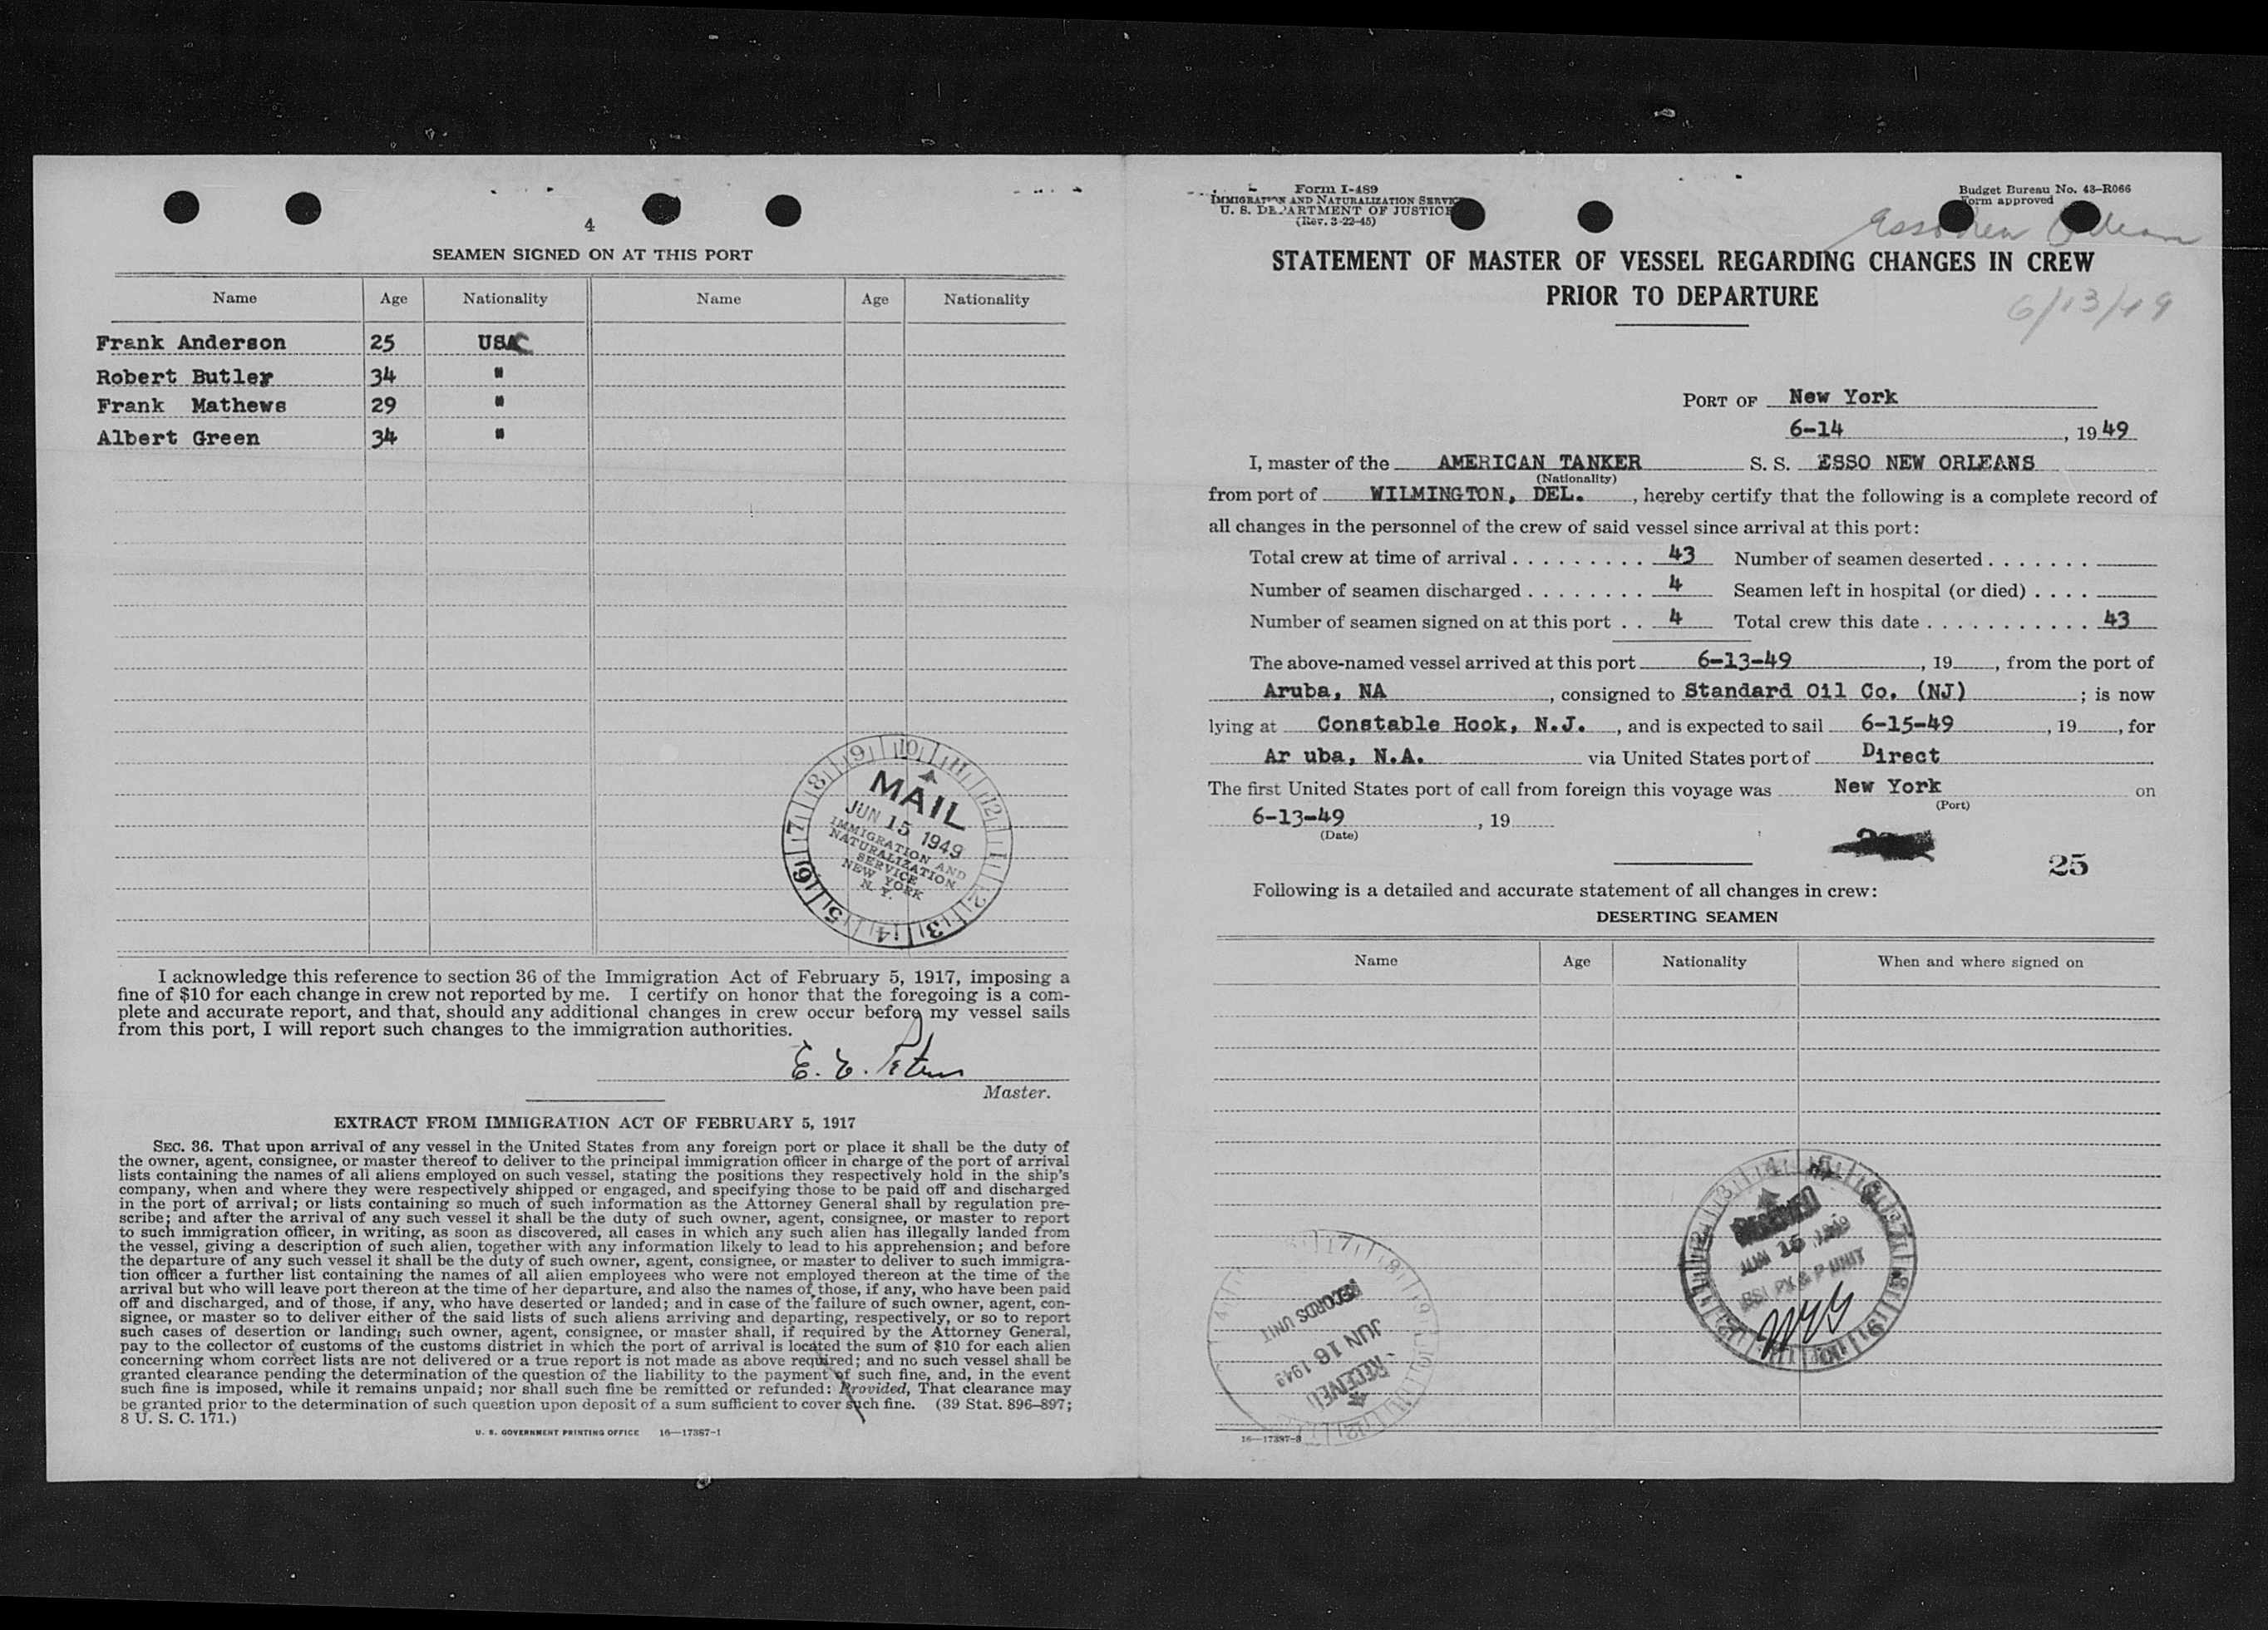 4
SEAMEN SIGNED ON AT THIS PORT
Name Age Nationality Name Age Nationality
Frank Anderson 25 USA
Robert Butler 34 "
Frank Mathews 29 "
Albert Green 34 "
9 10 11 12 1 2 3 4 5 6 7 8
MAIL
JUN 15 1949
IMMIGRATION AND
NATURALIZATION
SERVICE
NEW YORK
N. Y.
I acknowledge this reference to section 36 of the Immigration Act of February 5, 1917, imposing a
fine of $10 for each change in crew not reported by me. I certify on honor that the foregoing is a com-
plete and accurate report, and that, should any additional changes in crew occur before my vessel sails
from this port, I will report such changes to the immigration authorities.
E. E.
Master.
EXTRACT FROM IMMIGRATION ACT OF FEBRUARY 5, 1917
SEC. 36. That upon arrival of any vessel in the United States from any foreign port or place it shall be the duty of
the owner, agent, consignee, or master thereof to deliver to the principal immigration officer in charge of the port of arrival
lists containing the names of all aliens employed on such vessel, stating the positions they respectively hold in the ship's
company, when and where they were respectively shipped or engaged, and specifying those to be paid off and discharged
in the port of arrival; or lists containing so much of such information as the Attorney General shall by regulation pre-
scribe; and after the arrival of any such vessel it shall be the duty of such owner, agent, consignee, or master to report
to such immigration officer, in writing, as soon as discovered, all cases in which any such alien has illegally landed from
the vessel, giving a description of such alien, together with any information likely to lead to his apprehension; and before
the departure of any such vessel it shall be the duty of such owner, agent, consignee, or master to deliver to such immigra-
tion officer a further list containing the names of all alien employees who were not employed thereon at the time of the
arrival but who will leave port thereon at the time of her departure, and also the names of those, if any, who have been paid
off and discharged, and of those, if any, who have deserted or landed; and in case of the failure of such owner, agent, con-
signee, or master so to deliver either of the said lists of such aliens arriving and departing, respectively, or so to report
such cases of desertion or landing, such owner, agent, consignee, or master shall, if required by the Attorney General,
pay to the collector of customs of the customs district in which the port of arrival is located the sum of $10 for each alien
concerning whom correct lists are not delivered or a true report is not made as above required; and no such vessel shall be
granted clearance pending the determination of the question of the liability to the payment of such fine, and, in the event
such fine is imposed, while it remains unpaid; nor shall such fine be remitted or refunded: Provided, That clearance may
be granted prior to the determination of such question upon deposit of a sum sufficient to cover such fine. (39 Stat. 896–897;
8 U. S. C. 171.)
U. S. GOVERNMENT PRINTING OFFICE 16—17387-1
Form I-489
IMMIGRATION AND NATURALIZATION SERVICE
U. S. DEPARTMENT OF JUSTICE
(Rev. 3-22-45)
Budget Bureau No. 43-R066
Form approved
Esso New Orleans
STATEMENT OF MASTER OF VESSEL REGARDING CHANGES IN CREW
PRIOR TO DEPARTURE
6/13/49
PORT OF New York
6-14, 1949
I, master of the AMERICAN TANKER S. S. ESSO NEW ORLEANS
(Nationality)
from port of WILMINGTON, DEL., hereby certify that the following is a complete record of
all changes in the personnel of the crew of said vessel since arrival at this port:
Total crew at time of arrival . . . . . . . . . 43 Number of seamen deserted . . . . . . .
Number of seamen discharged . . . . . . . . 4 Seamen left in hospital (or died) . . . .
Number of seamen signed on at this port . . 4 Total crew this date . . . . . . . . . . . 43
The above-named vessel arrived at this port 6-13-49, 19, from the port of
Aruba, NA, consigned to Standard Oil Co. (NJ); is now
lying at Constable Hook, N.J., and is expected to sail 6-15-49, 19, for
Ar uba, N.A. via United States port of Direct
The first United States port of call from foreign this voyage was New York on
(Port)
6-13-49, 19
(Date)
25
Following is a detailed and accurate statement of all changes in crew:
DESERTING SEAMEN
Name Age Nationality When and where signed on
RECEIVED
JUN 15 1949
BSI PX & P UNIT
RECORDS UNIT
JUN 16 1949
RECEIVED
16—17387-3